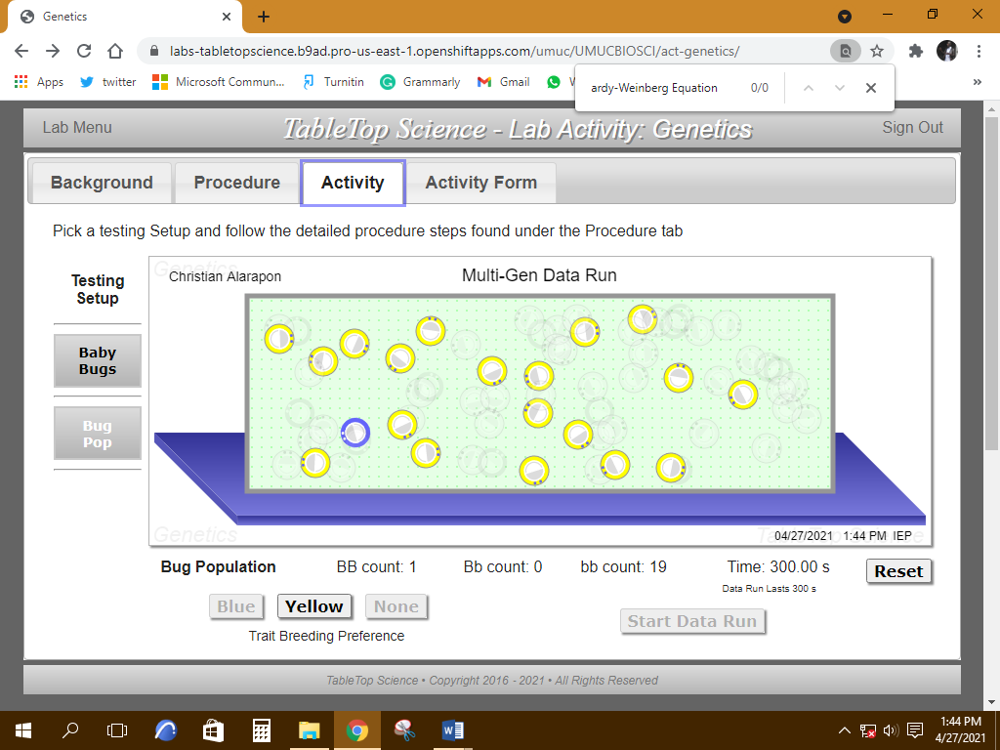 Genetics
labs-tabletopscience.b9ad.pro-us-east-1.openshiftapps.com/umuc/UMUCBIOSCI/act-genetics/
Apps twitter Microsoft Commun... Turnitin Grammarly Gmail
ardy-Weinberg Equation 0/0
Lab Menu TableTop Science - Lab Activity: Genetics Sign Out
Background Procedure Activity Activity Form
Pick a testing Setup and follow the detailed procedure steps found under the Procedure tab
Testing
Setup
Baby
Bugs
Bug
Pop
Genetics
Christian Alarapon Multi-Gen Data Run
Genetics
04/27/2021 1:44 PM IEP
Bug Population BB count: 1 Bb count: 0 bb count: 19 Time: 300.00 s Reset
Data Run Lasts 300 s
Blue Yellow None Start Data Run
Trait Breeding Preference
TableTop Science • Copyright 2016 - 2021 • All Rights Reserved
1:44 PM
4/27/2021